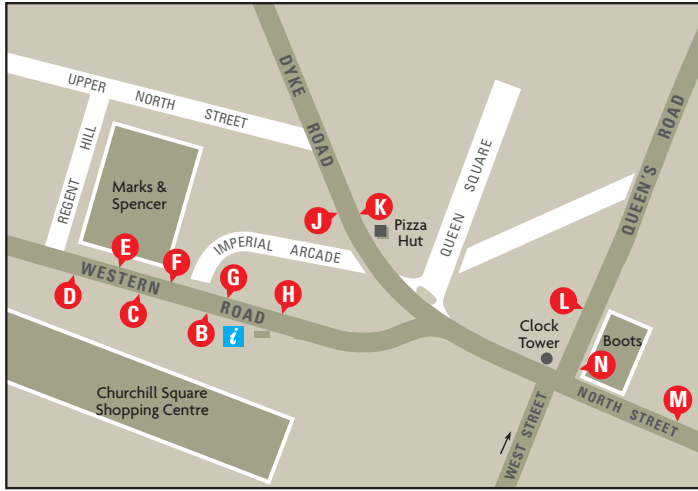 UPPER NORTH STREET
DYKE ROAD
QUEEN'S ROAD
REGENT HILL
Marks &
Spencer
QUEEN SQUARE
J
K
Pizza
Hut
IMPERIAL ARCADE
E
F
G
H
D
C
B
i
WESTERN ROAD
L
Clock
Tower
Boots
N
M
NORTH STREET
WEST STREET
Churchill Square
Shopping Centre